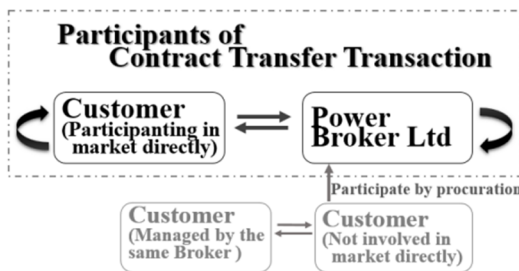 Participants of
Contract Transfer Transaction
Customer
(Participanting in
market directly)
Power
Broker Ltd
Participate by procuration
Customer
(Managed by the
same Broker )
Customer
(Not involved in
market directly)